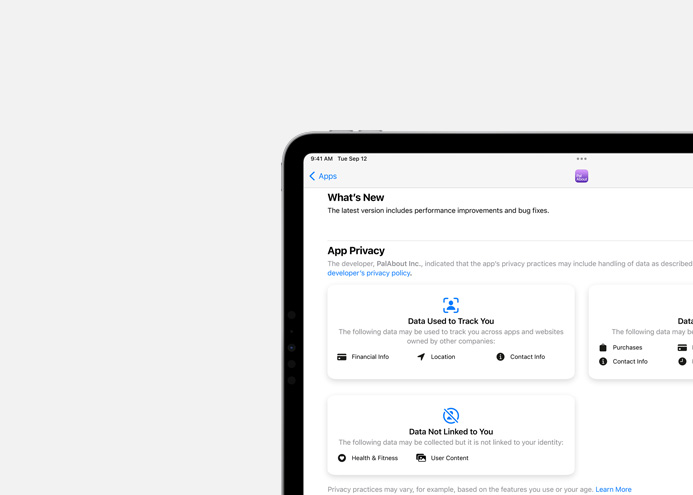 9:41 AM Tue Sep 12
Apps
What's New
The latest version includes performance improvements and bug fixes.
App Privacy
The developer, PalAbout Inc., indicated that the app's privacy practices may include handling of data as described
developer's privacy policy.
Data Used to Track You
The following data may be used to track you across apps and websites
owned by other companies:
Financial Info
Location
Contact Info
The following data may
Purchases
Contact Info
Data Not Linked to You
The following data may be collected but it is not linked to your identity:
Health & Fitness
User Content
Privacy practices may vary, for example, based on the features you use or your age. Learn More